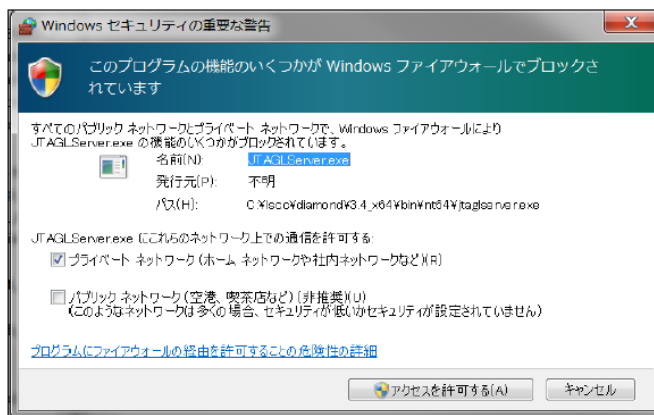 Windows セキュリティの重要な警告
このプログラムの機能のいくつかが Windows ファイアウォールでブロックさ
れています
すべてのパブリック ネットワークとプライベート ネットワークで、Windows ファイアウォールにより
JTAGLServer.exe の機能のいくつかがブロックされています。
名前(N): JTAGLServer.exe
発行元(P): 不明
パス(H): C:¥lscc¥diamond¥3.4_x64¥bin¥nt64¥jtaglserver.exe
JTAGLServer.exe にこれらのネットワーク上での通信を許可する:
プライベート ネットワーク (ホーム ネットワークや社内ネットワークなど)(R)
パブリック ネットワーク (空港、喫茶店など) (非推奨)(U)
(このようなネットワークは多くの場合、セキュリティが低いかセキュリティが設定されていません)
プログラムにファイアウォールの経由を許可することの危険性の詳細
アクセスを許可する(A) キャンセル